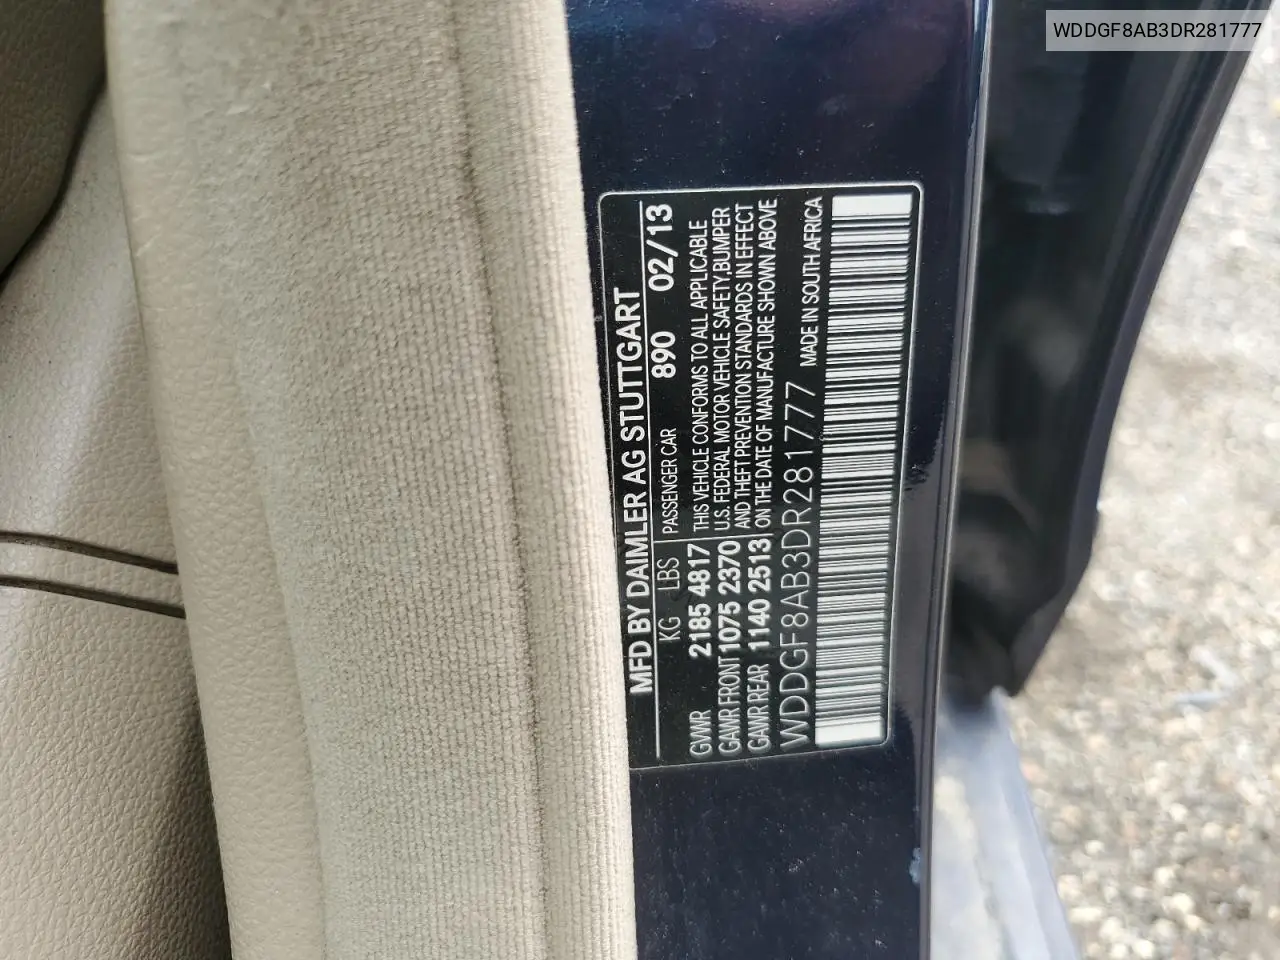 WDDGF8AB3DR281777
MFD BY DAIMLER AG STUTTGART
KG LBS PASSENGER CAR 890 02/13
GVWR 2185 4817 THIS VEHICLE CONFORMS TO ALL APPLICABLE
GAWR FRONT 1075 2370 U.S. FEDERAL MOTOR VEHICLE SAFETY,BUMPER
GAWR REAR 1140 2513 AND THEFT PREVENTION STANDARDS IN EFFECT
ON THE DATE OF MANUFACTURE SHOWN ABOVE
WDDGF8AB3DR281777 MADE IN SOUTH AFRICA